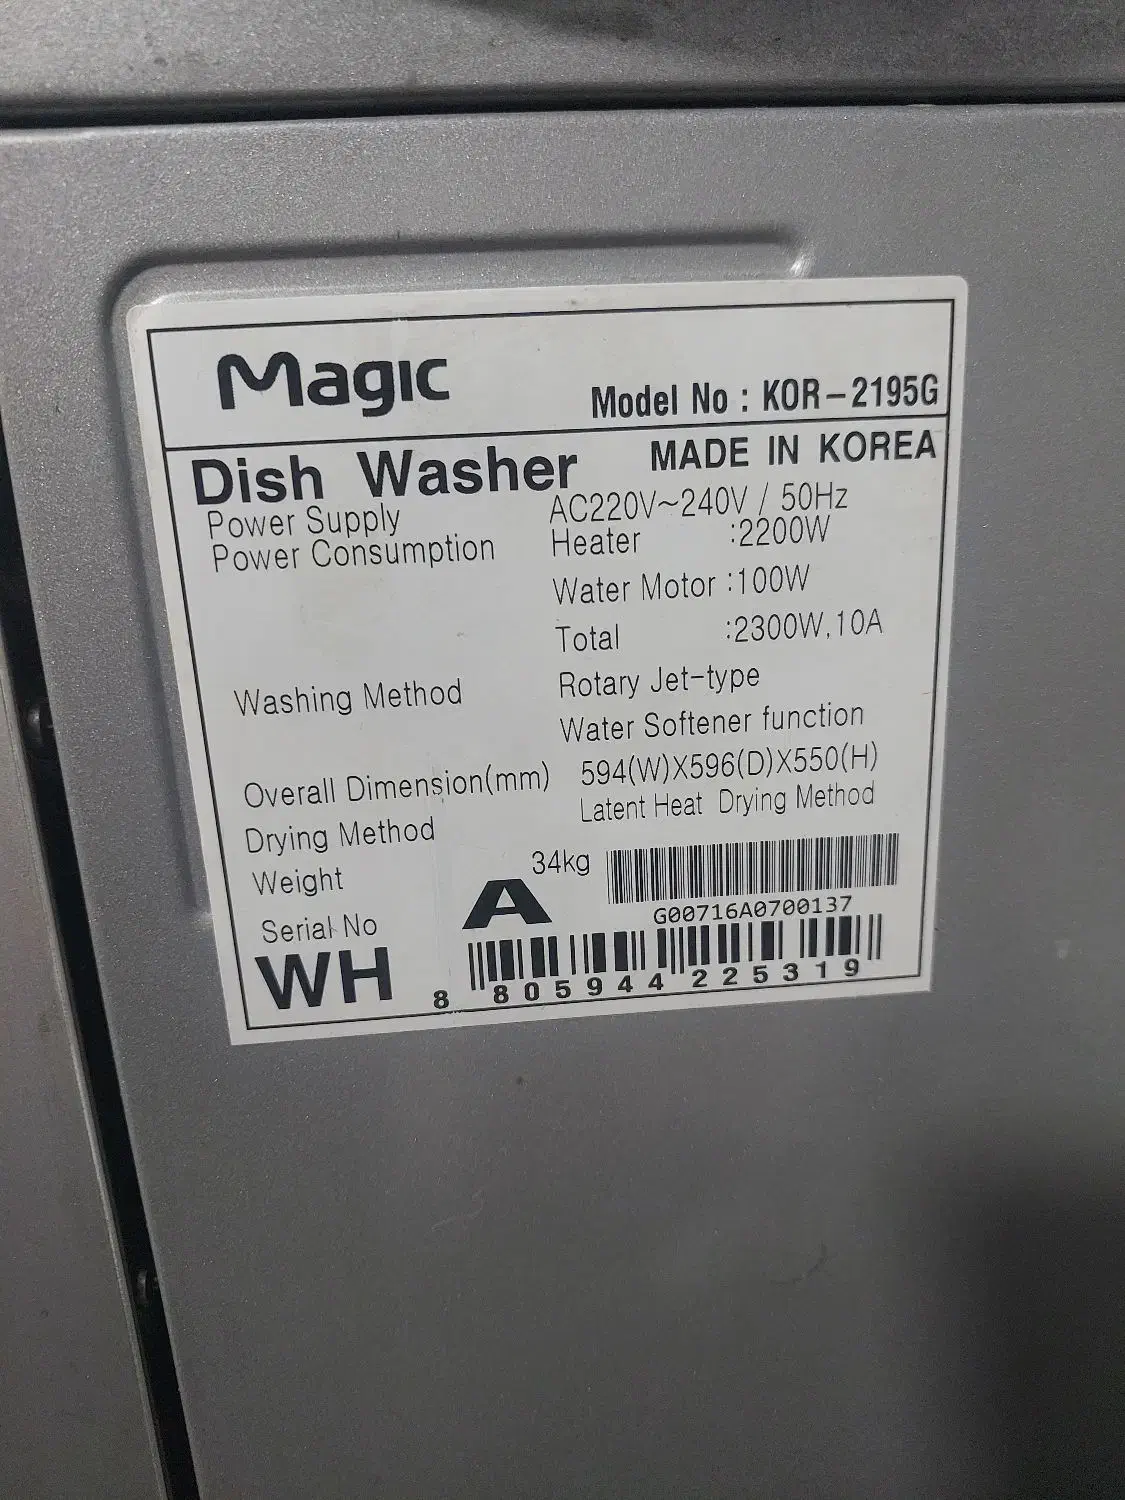 Magic
Model No : KOR-2195G
Dish Washer MADE IN KOREA
Power Supply AC220V~240V / 50Hz
Power Consumption Heater :2200W
Water Motor :100W
Total :2300W,10A
Washing Method Rotary Jet-type
Water Softener function
Overall Dimension(mm) 594(W)X596(D)X550(H)
Drying Method Latent Heat Drying Method
Weight 34kg
Serial No A G00716A0700137
WH 8 805944 225319